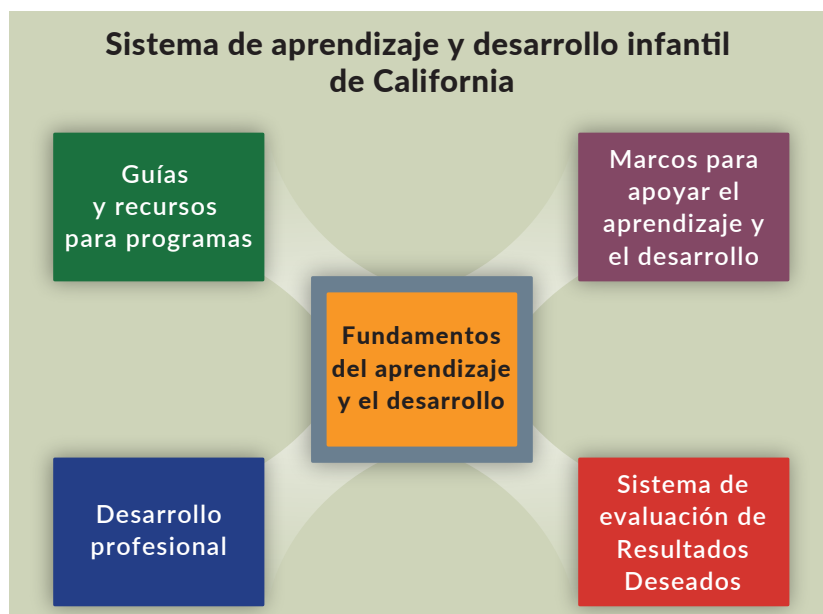 Sistema de aprendizaje y desarrollo infantil
de California
Guías
y recursos
para programas
Marcos para
apoyar el
aprendizaje y
el desarrollo
Fundamentos
del aprendizaje
y el desarrollo
Desarrollo
profesional
Sistema de
evaluación de
Resultados
Deseados